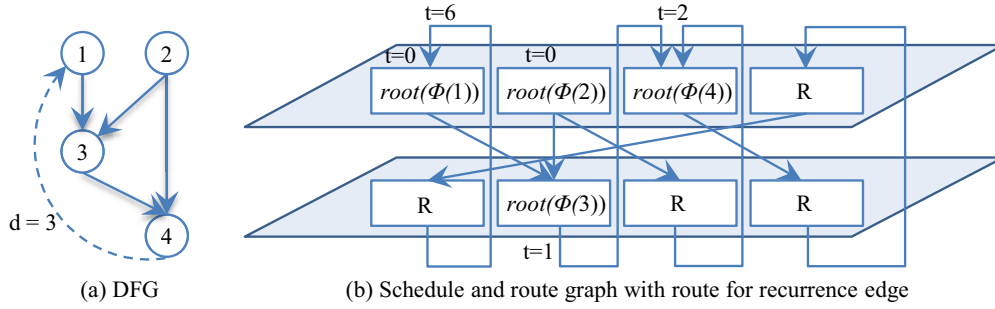 t=6
t=2
1
2
t=0
t=0
root(Φ(1))
root(Φ(2))
root(Φ(4))
R
3
d = 3
R
root(Φ(3))
R
R
4
t=1
(a) DFG
(b) Schedule and route graph with route for recurrence edge